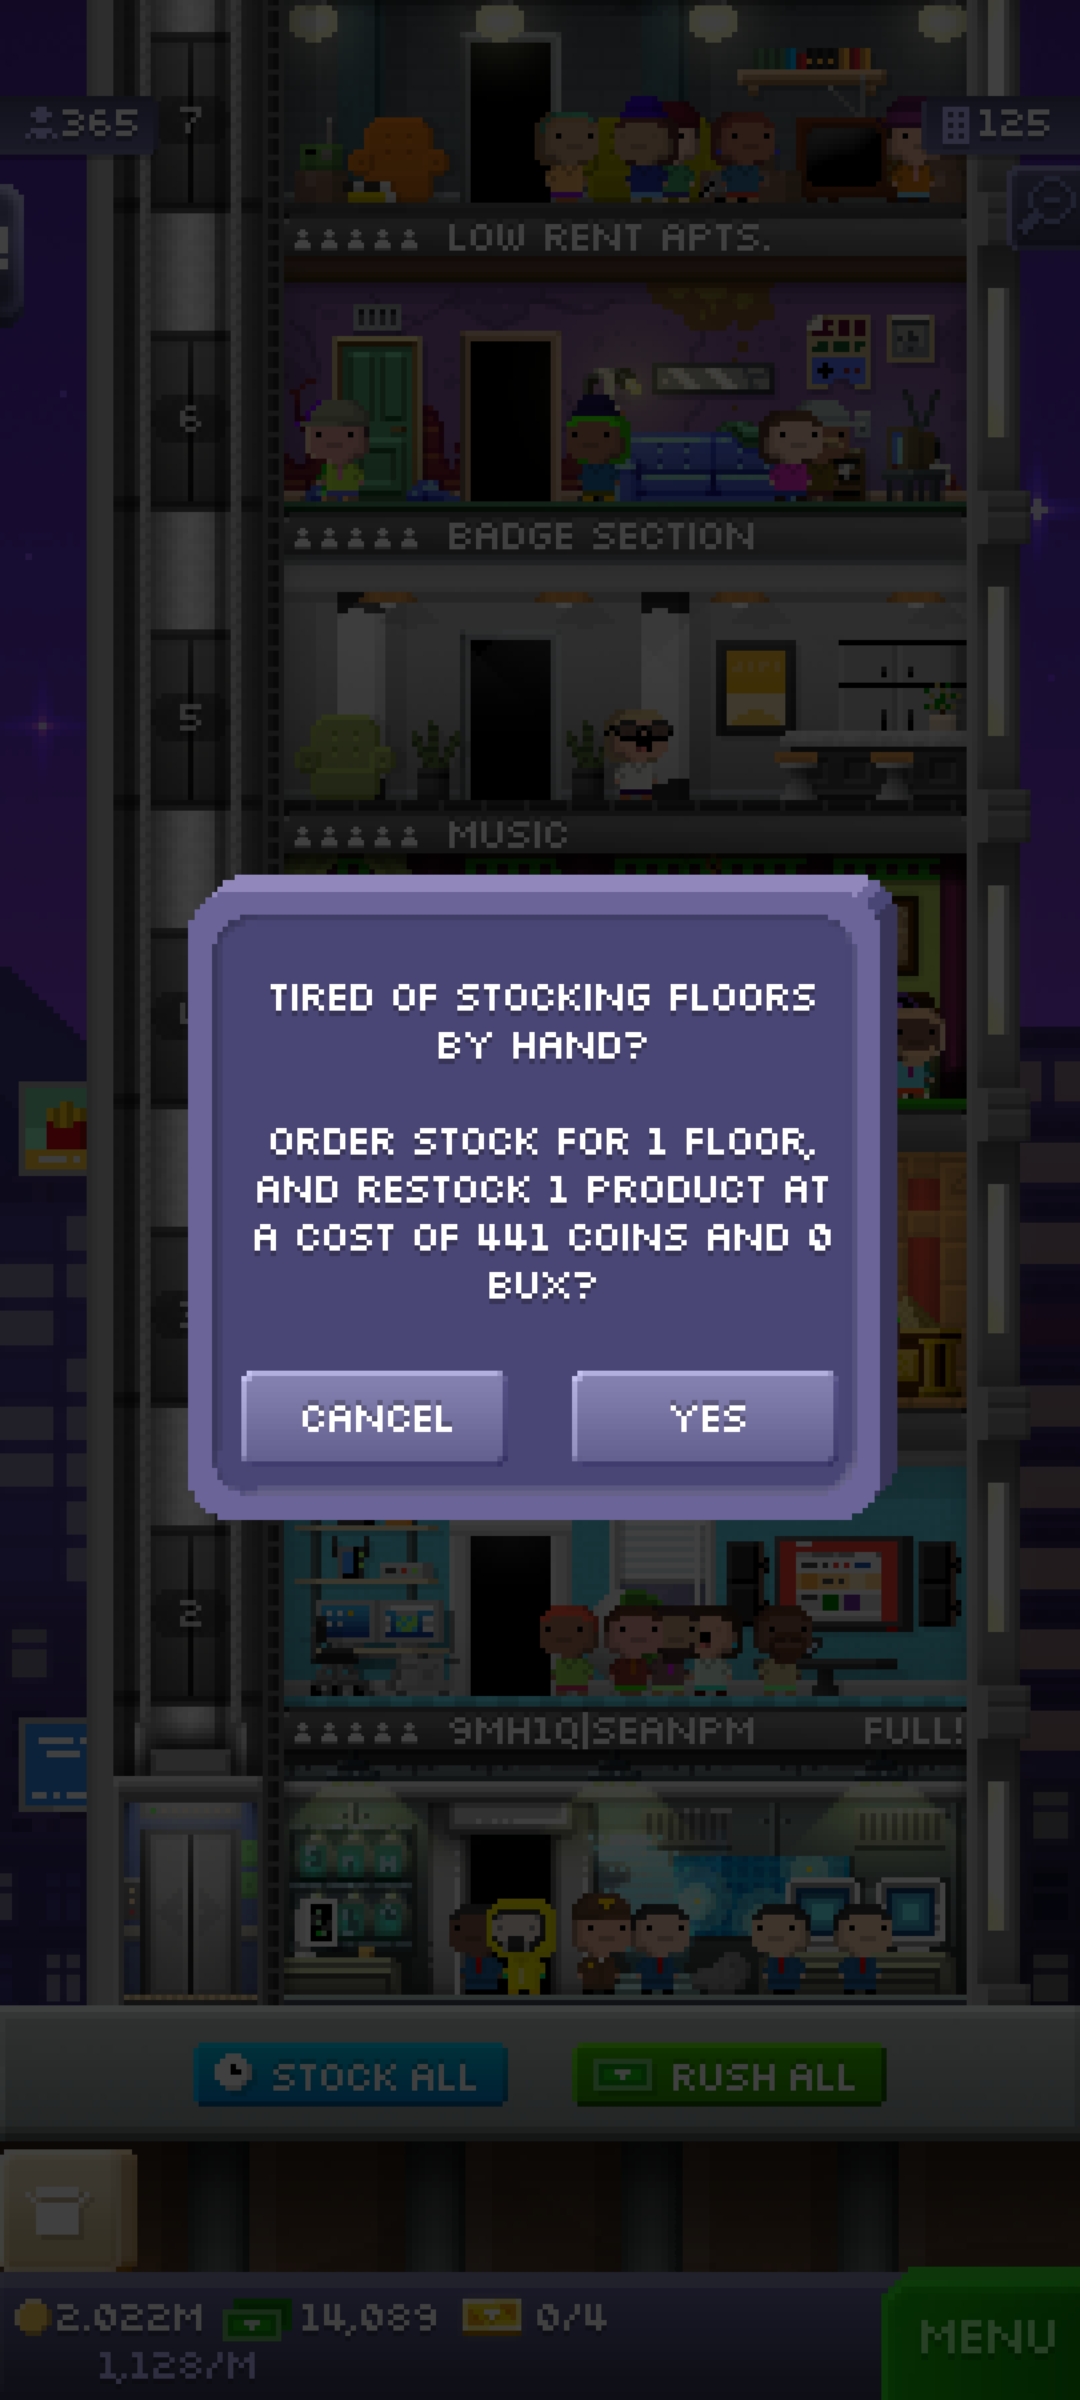 365
7
125
LOW RENT APTS.
6
BADGE SECTION
5
MUSIC
TIRED OF STOCKING FLOORS
BY HAND?
ORDER STOCK FOR 1 FLOOR,
AND RESTOCK 1 PRODUCT AT
A COST OF 441 COINS AND 0
BUX?
CANCEL
YES
2
9MH1Q|SEANPM
FULL!
STOCK ALL
RUSH ALL
2.022M
14,089
0/4
1,128/M
MENU